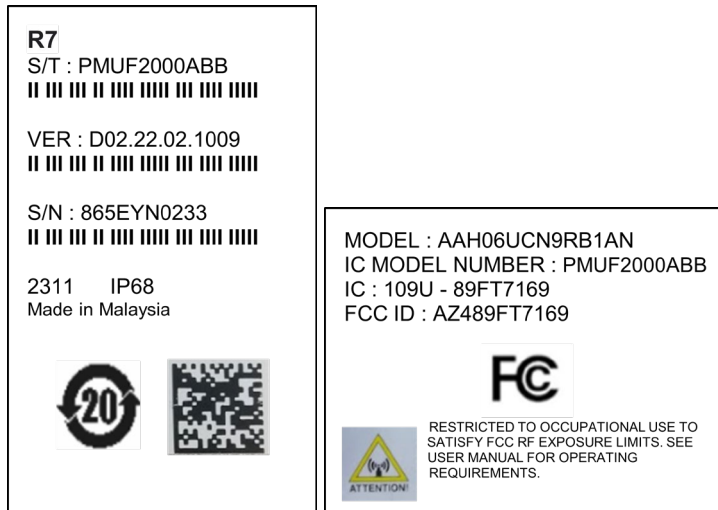 R7
S/T : PMUF2000ABB
VER : D02.22.02.1009
S/N : 865EYN0233
2311 IP68
Made in Malaysia
20
MODEL : AAH06UCN9RB1AN
IC MODEL NUMBER : PMUF2000ABB
IC : 109U - 89FT7169
FCC ID : AZ489FT7169
FC
RESTRICTED TO OCCUPATIONAL USE TO
SATISFY FCC RF EXPOSURE LIMITS. SEE
USER MANUAL FOR OPERATING
REQUIREMENTS.
ATTENTION!